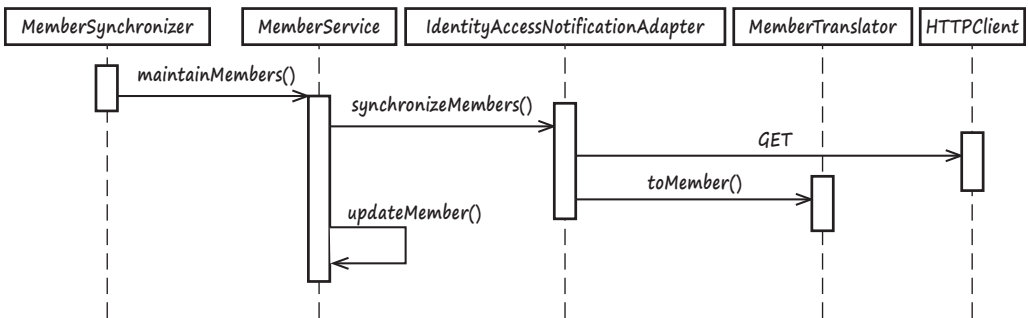 MemberSynchronizer
MemberService
IdentityAccessNotificationAdapter
MemberTranslator
HTTPClient
maintainMembers()
synchronizeMembers()
GET
toMember()
updateMember()